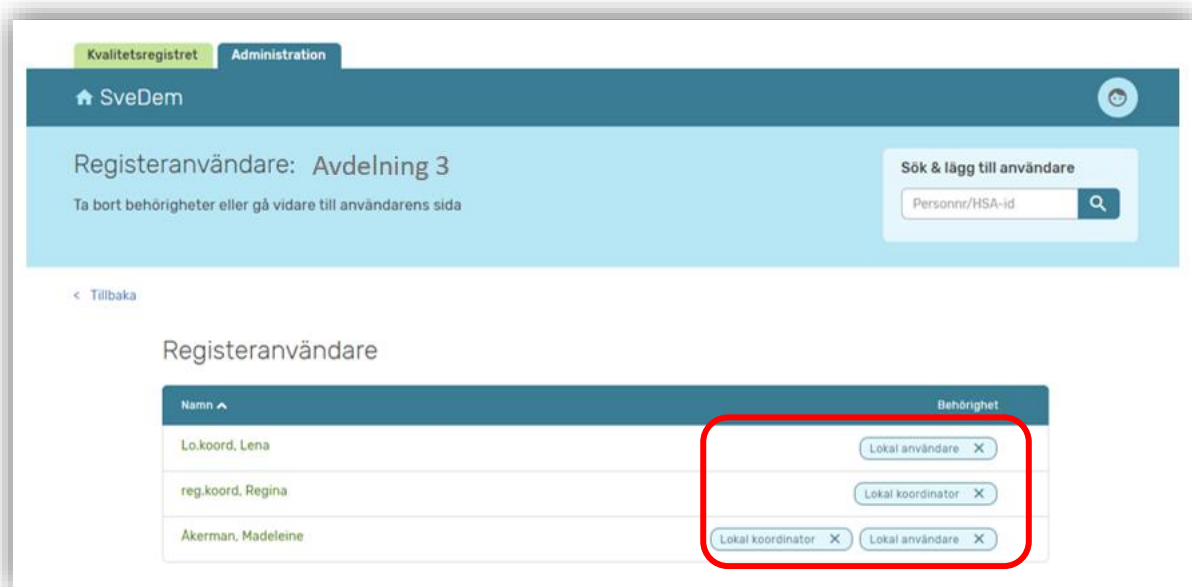 Kvalitetsregistret Administration
SveDem
Registeranvändare: Avdelning 3
Ta bort behörigheter eller gå vidare till användarens sida
Sök & lägg till användare
Personnr/HSA-id
< Tillbaka
Registeranvändare
Namn Behörighet
Lo.koord, Lena Lokal användare X
reg.koord, Regina Lokal koordinator X
Åkerman, Madeleine Lokal koordinator X Lokal användare X